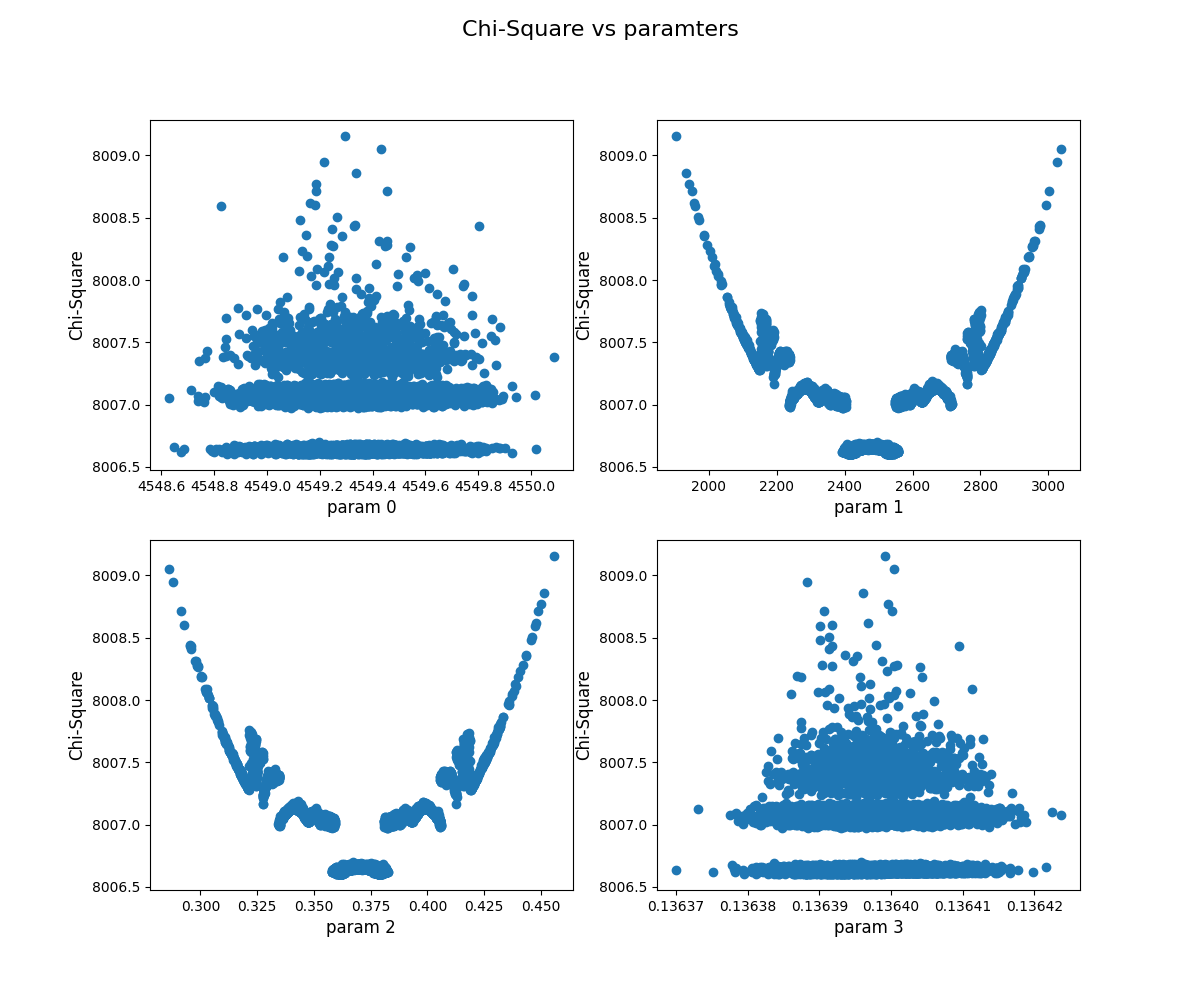 Chi-Square vs paramters
Chi-Square
8009.0
8008.5
8008.0
8007.5
8007.0
8006.5
4548.6 4548.8 4549.0 4549.2 4549.4 4549.6 4549.8 4550.0
param 0
Chi-Square
8009.0
8008.5
8008.0
8007.5
8007.0
8006.5
2000 2200 2400 2600 2800 3000
param 1
Chi-Square
8009.0
8008.5
8008.0
8007.5
8007.0
8006.5
0.300 0.325 0.350 0.375 0.400 0.425 0.450
param 2
Chi-Square
8009.0
8008.5
8008.0
8007.5
8007.0
8006.5
0.13637 0.13638 0.13639 0.13640 0.13641 0.13642
param 3